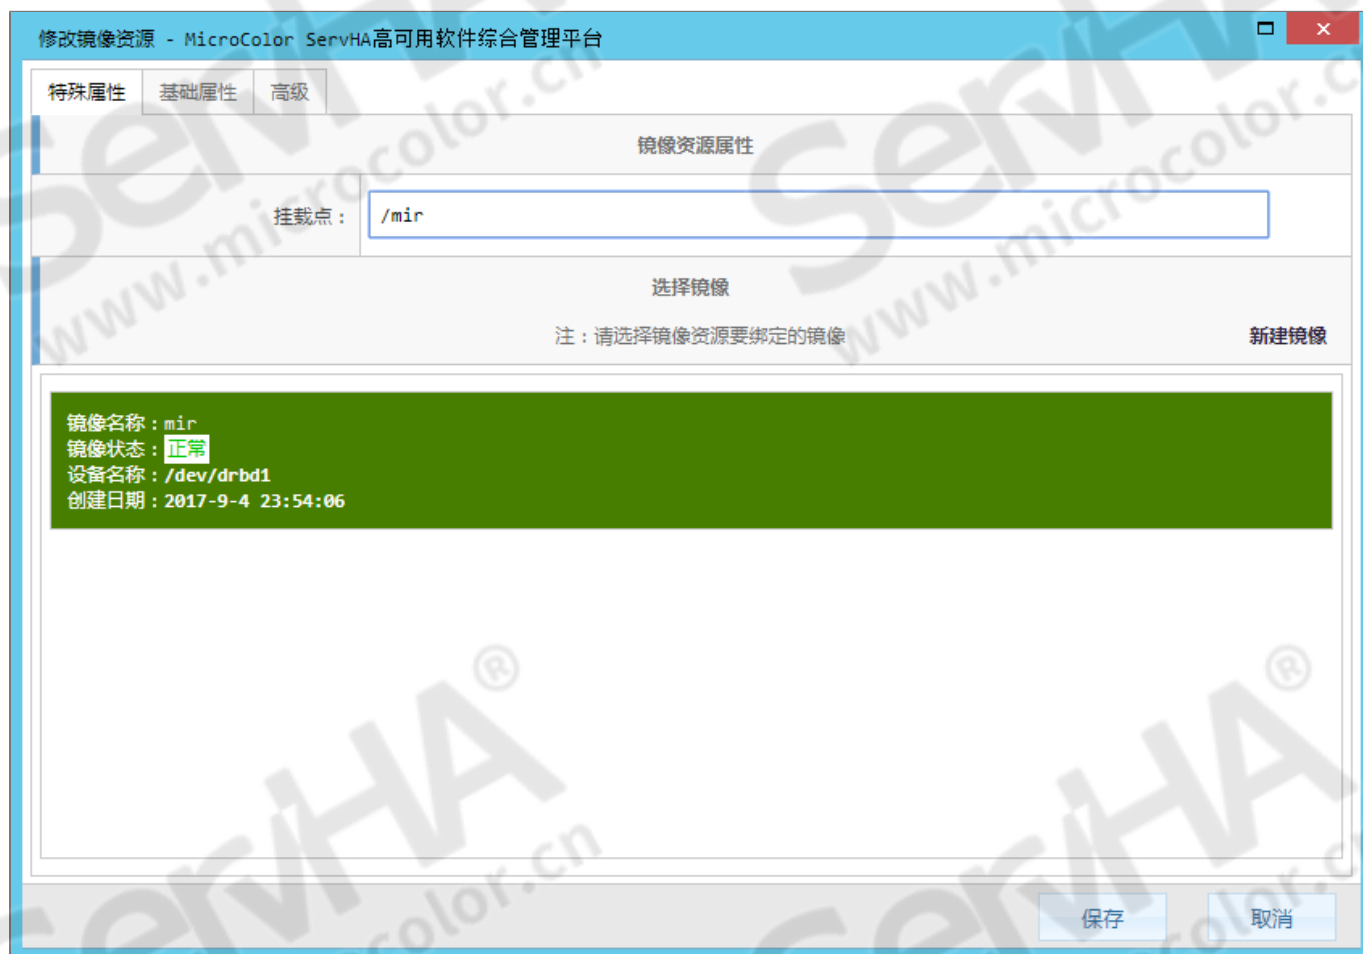 修改镜像资源 - MicroColor ServHA高可用软件综合管理平台
特殊属性 基础属性 高级
镜像资源属性
挂载点： /mir
选择镜像
注：请选择镜像资源要绑定的镜像 新建镜像
镜像名称：mir
镜像状态：正常
设备名称：/dev/drbd1
创建日期：2017-9-4 23:54:06
保存 取消
ServHA®
www.microcolor.cn